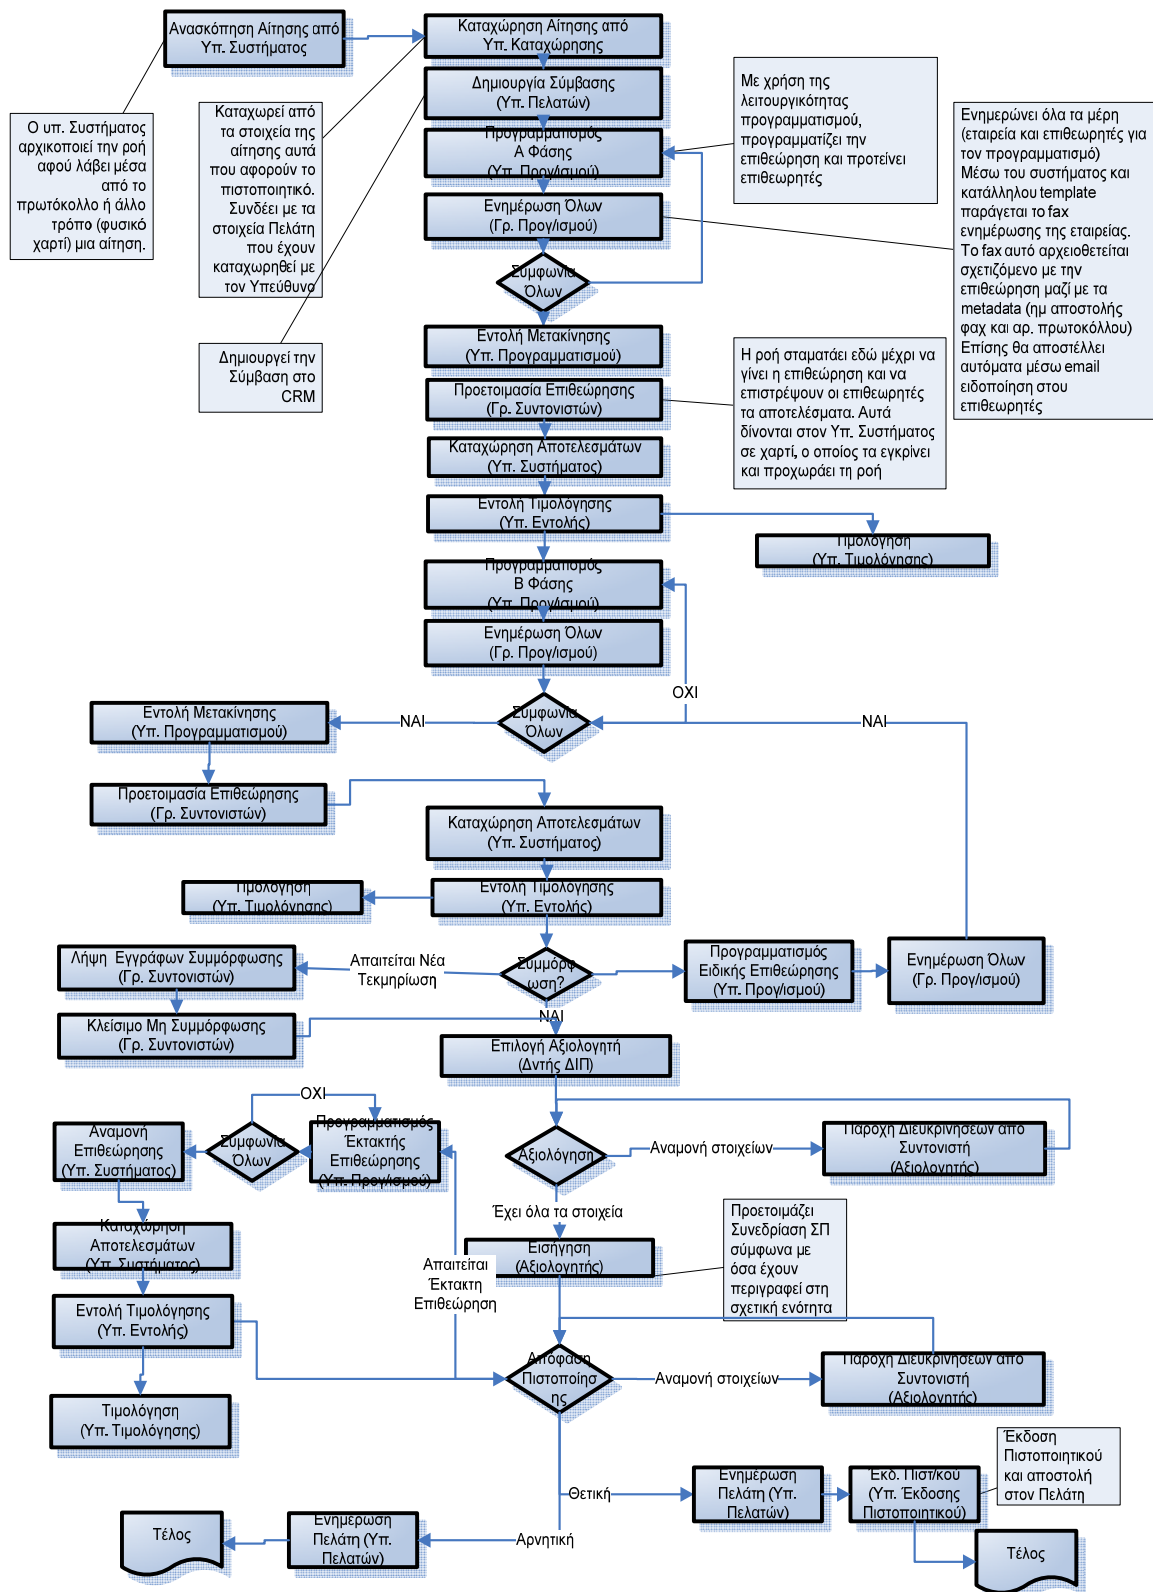 Ανασκόπηση Αίτησης από
Υπ. Συστήματος
Καταχώρηση Αίτησης από
Υπ. Καταχώρησης
Δημιουργία Σύμβασης
(Υπ. Πελατών)
Προγραμματισμός
Α Φάσης
(Υπ. Προγ/ισμού)
Ενημέρωση Όλων
(Γρ. Προγ/ισμού)
Συμφωνία
Όλων
Ο υπ. Συστήματος
αρχικοποιεί την ροή
αφού λάβει μέσα
από το
πρωτόκολλο ή άλλο
τρόπο (φυσικό
χαρτί) μια αίτηση.
Καταχωρεί από
τα στοιχεία της
αίτησης αυτά
που αφορούν το
πιστοποιητικό.
Συνδέει με τα
στοιχεία Πελάτη
που έχουν
καταχωρηθεί με
τον Υπεύθυνο
Δημιουργεί την
Σύμβαση στο
CRM
Με χρήση της
λειτουργικότητας
προγραμματισμού,
προγραμματίζει την
επιθεώρηση και προτείνει
επιθεωρητές
Ενημερώνει όλα τα μέρη
(εταιρεία και επιθεωρητές για
τον προγραμματισμό)
Μέσω του συστήματος και
κατάλληλου template
παράγεται το fax
ενημέρωσης της εταιρείας.
Το fax αυτό αρχειοθετείται
σχετιζόμενο με την
επιθεώρηση μαζί με τα
metadata (ημ αποστολής
φαχ και αρ. πρωτοκόλλου)
Επίσης θα αποστέλλει
αυτόματα μέσω email
ειδοποίηση στου
επιθεωρητές
Εντολή Μετακίνησης
(Υπ. Προγραμματισμού)
Προετοιμασία Επιθεώρησης
(Γρ. Συντονιστών)
Η ροή σταματάει εδώ μέχρι να
γίνει η επιθεώρηση και να
επιστρέψουν οι επιθεωρητές
τα αποτελέσματα. Αυτά
δίνονται στον Υπ. Συστήματος
σε χαρτί, ο οποίος τα εγκρίνει
και προχωράει τη ροή
Καταχώρηση Αποτελεσμάτων
(Υπ. Συστήματος)
Εντολή Τιμολόγησης
(Υπ. Εντολής)
Τιμολόγηση
(Υπ. Τιμολόγησης)
Προγραμματισμός
Β Φάσης
(Υπ. Προγ/ισμού)
Ενημέρωση Όλων
(Γρ. Προγ/ισμού)
ΟΧΙ
Συμφωνία
Όλων
ΝΑΙ
ΝΑΙ
Εντολή Μετακίνησης
(Υπ. Προγραμματισμού)
Προετοιμασία Επιθεώρησης
(Γρ. Συντονιστών)
Καταχώρηση Αποτελεσμάτων
(Υπ. Συστήματος)
Τιμολόγηση
(Υπ. Τιμολόγησης)
Εντολή Τιμολόγησης
(Υπ. Εντολής)
Λήψη Εγγράφων Συμμόρφωσης
(Γρ. Συντονιστών)
Απαιτείται Νέα
Τεκμηρίωση
Συμμόρφ
ωση?
Προγραμματισμός
Ειδικής Επιθεώρησης
(Υπ. Προγ/ισμού)
Ενημέρωση Όλων
(Γρ. Προγ/ισμού)
Κλείσιμο Μη Συμμόρφωσης
(Γρ. Συντονιστών)
ΝΑΙ
Επιλογή Αξιολογητή
(Δντής ΔΙΠ)
ΟΧΙ
Αναμονή
Επιθεώρησης
(Υπ. Συστήματος)
Συμφωνία
Όλων
Προγραμματισμός
Έκτακτής
Επιθεώρησης
(Υπ. Προγ/ισμού)
Αξιολόγηση
Αναμονή στοιχείων
Παροχή Διευκρινήσεων από
Συντονιστή
(Αξιολογητής)
Έχει όλα τα στοιχεία
Προετοιμάζει
Συνεδρίαση ΣΠ
σύμφωνα με
όσα έχουν
περιγραφεί στη
σχετική ενότητα
Καταχώρηση
Αποτελεσμάτων
(Υπ. Συστήματος)
Εισήγηση
(Αξιολογητής)
Απαιτείται
Έκτακτη
Επιθεώρηση
Εντολή Τιμολόγησης
(Υπ. Εντολής)
Απόφαση
Πιστοποίησ
ης
Αναμονή στοιχείων
Παροχή Διευκρινήσεων από
Συντονιστή
(Αξιολογητής)
Τιμολόγηση
(Υπ. Τιμολόγησης)
Έκδοση
Πιστοποιητικού
και αποστολή
στον Πελάτη
Θετική
Ενημέρωση
Πελάτη (Υπ.
Πελατών)
Έκδ. Πιστ/κού
(Υπ. Έκδοσης
Πιστοποιητικού)
Τέλος
Ενημέρωση
Πελάτη (Υπ.
Πελατών)
Αρνητική
Τέλος